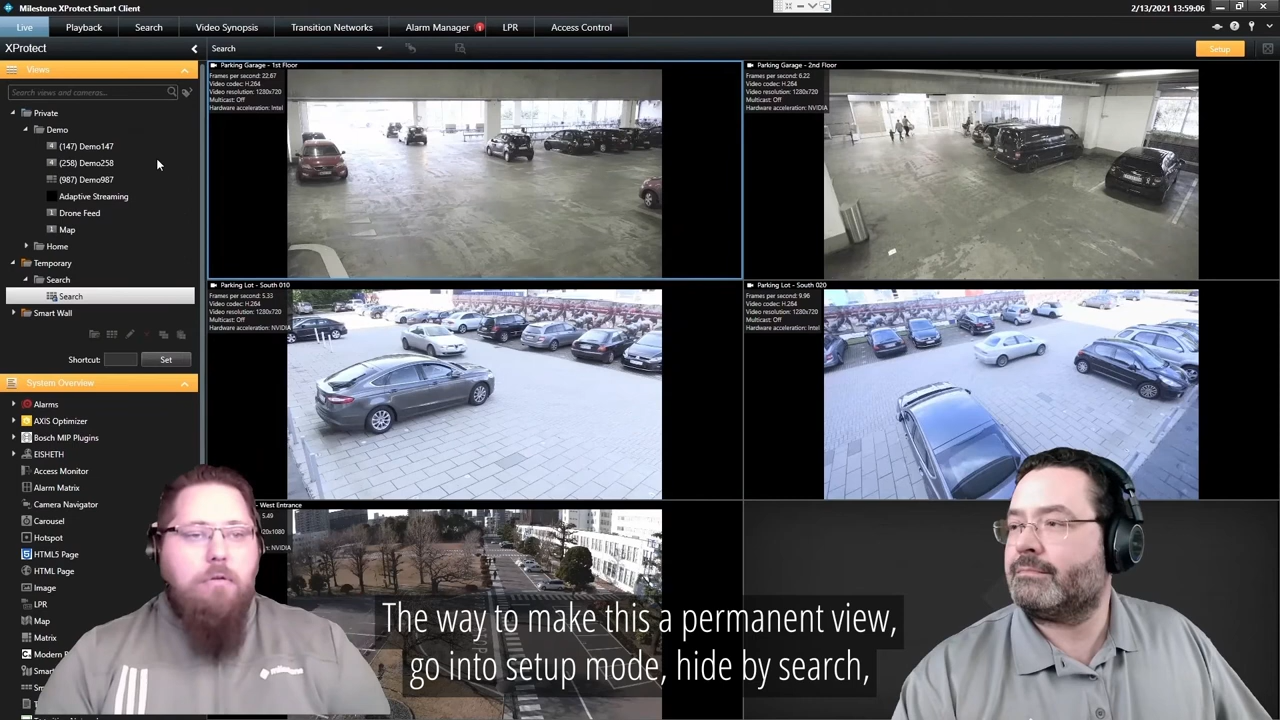 Milestone XProtect Smart Client
2/13/2021 13:59:06
Live
Playback
Search
Video Synopsis
Transition Networks
Alarm Manager
1
LPR
Access Control
XProtect
Search
Setup
Views
Search views and cameras...
Private
Demo
4 (147) Demo147
4 (258) Demo258
(987) Demo987
Adaptive Streaming
1 Drone Feed
1 Map
Home
Temporary
Search
Search
Smart Wall
Shortcut:
Set
System Overview
Alarms
AXIS Optimizer
Bosch MIP Plugins
EISHETH
Access Monitor
Alarm Matrix
Camera Navigator
Carousel
Hotspot
HTML5 Page
HTML Page
Image
LPR
Map
Matrix
Modern
Parking Garage - 1st Floor
Frames per second: 22.67
Video codec: H.264
Video resolution: 1280x720
Multicast: Off
Hardware acceleration: Intel
Parking Garage - 2nd Floor
Frames per second: 6.22
Video codec: H.264
Video resolution: 1280x720
Multicast: Off
Hardware acceleration: NVIDIA
Parking Lot - South 010
Frames per second: 5.33
Video codec: H.264
Video resolution: 1280x720
Multicast: Off
Hardware acceleration: NVIDIA
Parking Lot - South 020
Frames per second: 9.96
Video codec: H.264
Video resolution: 1280x720
Multicast: Off
Hardware acceleration: Intel
- West Entrance
5.49
NVIDIA
The way to make this a permanent view,
go into setup mode, hide by search,